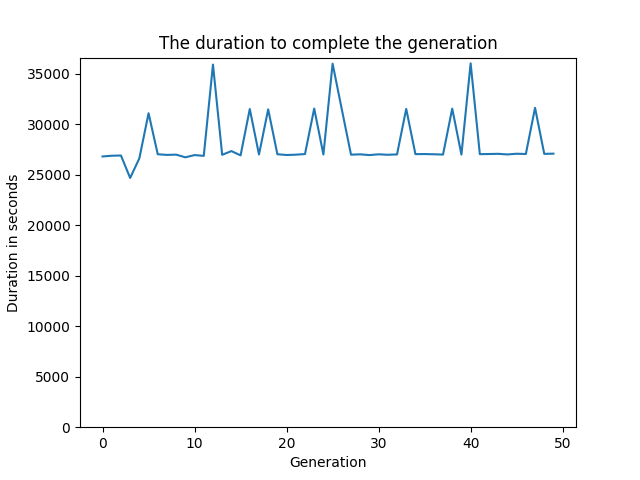 The duration to complete the generation
35000
30000
25000
20000
15000
10000
5000
0
Duration in seconds
0 10 20 30 40 50
Generation